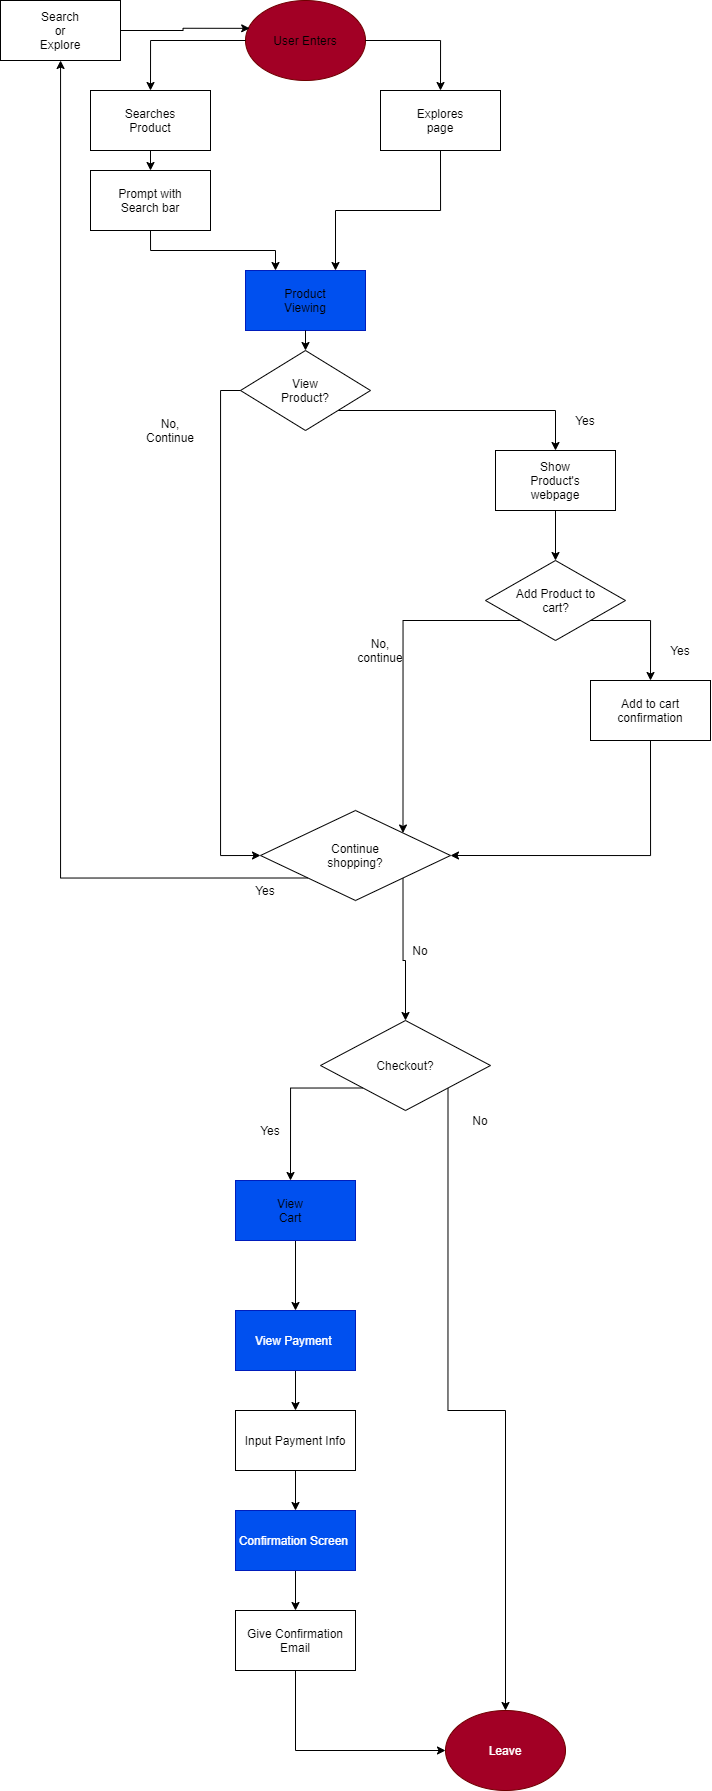 Search
or
Explore
User Enters
Searches
Product
Explores
page
Prompt with
Search bar
Product
Viewing
View
Product?
No,
Continue
Yes
Show
Product's
webpage
Add Product to
cart?
No,
continue
Yes
Add to cart
confirmation
Continue
shopping?
Yes
No
Checkout?
Yes
No
View
Cart
View Payment
Input Payment Info
Confirmation Screen
Give Confirmation
Email
Leave